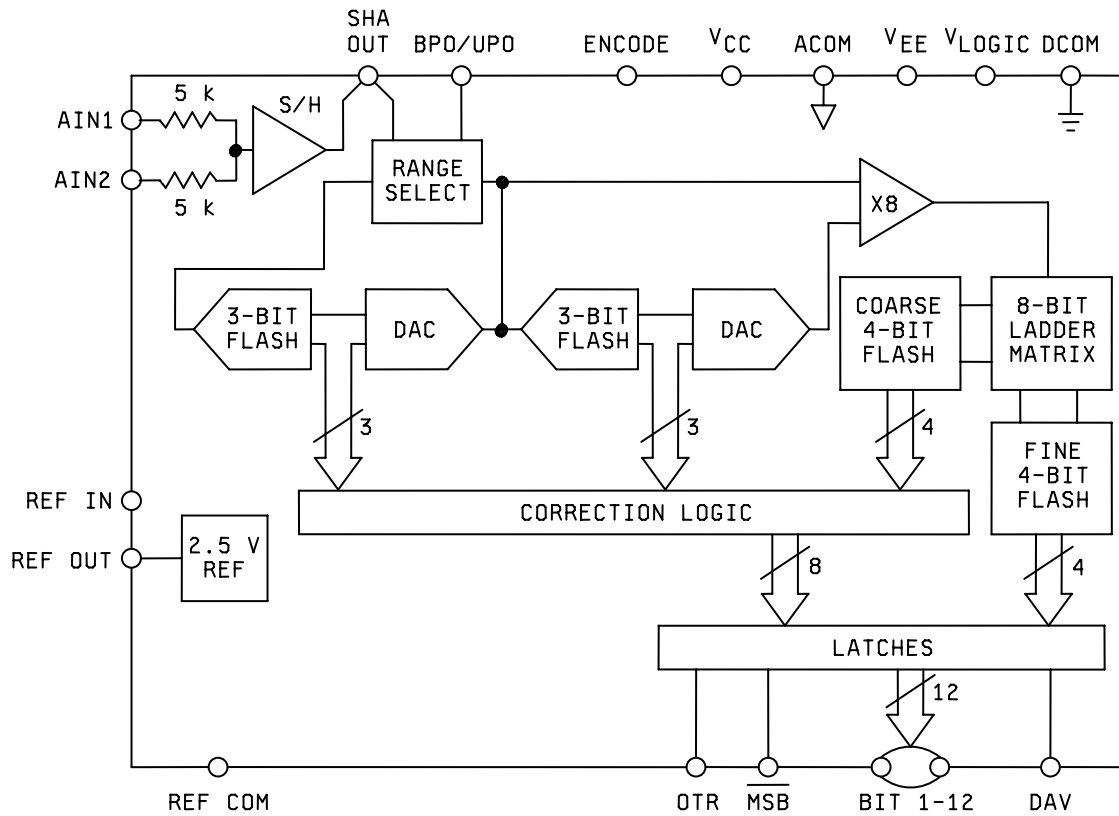 SHA
OUT
BPO/UPO
ENCODE
VCC
ACOM
VEE
VLOGIC
DCOM
5 k
S/H
AIN1
AIN2
5 k
RANGE
SELECT
X8
3-BIT
FLASH
DAC
3-BIT
FLASH
DAC
COARSE
4-BIT
FLASH
8-BIT
LADDER
MATRIX
3
3
4
FINE
4-BIT
FLASH
REF IN
CORRECTION LOGIC
REF OUT
2.5 V
REF
8
4
LATCHES
12
REF COM
OTR
MSB
BIT 1-12
DAV